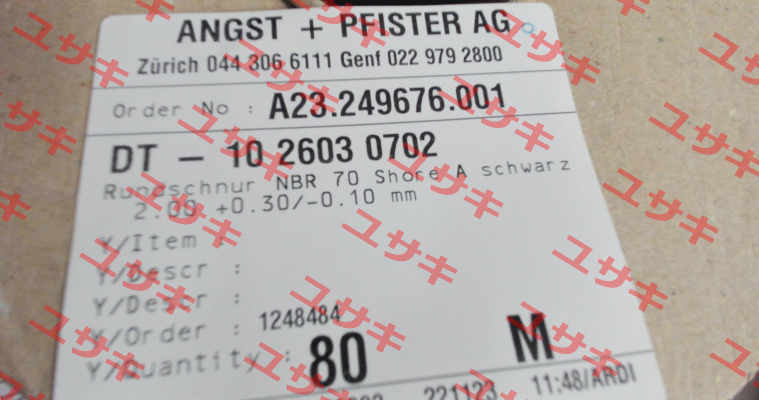 ANGST + PFISTER AG
Zürich 044 306 6111 Genf 022 979 2800
Order No : A23.249676.001
DT – 10 2603 0702
Rundschnur NBR 70 Shore A schwarz
2.00 +0.30/-0.10 mm
Y/Item :
Y/Descr :
Y/Descr :
Y/Order : 1248484
Y/Quantity : 80 M
221123 11:48/ARDI
ユサキ